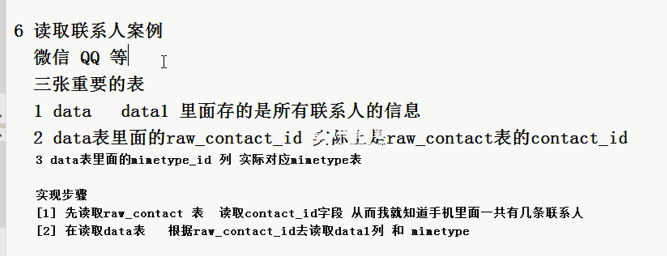 6 读取联系人案例
微信 QQ 等
三张重要的表
1 data data1 里面存的是所有联系人的信息
2 data表里面的raw_contact_id 实际上是raw_contact表的contact_id
3 data表里面的mimetype_id 列 实际对应mimetype表
实现步骤
[1] 先读取raw_contact 表 读取contact_id字段 从而我就知道手机里面一共有几条联系人
[2] 在读取data表 根据raw_contact_id去读取data1列 和 mimetype